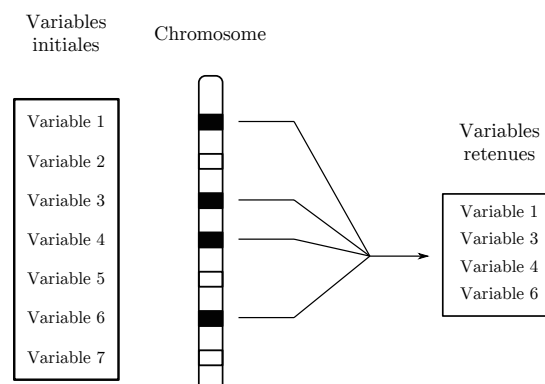 Variables
initiales
Chromosome
Variable 1
Variable 2
Variable 3
Variable 4
Variable 5
Variable 6
Variable 7
Variables
retenues
Variable 1
Variable 3
Variable 4
Variable 6